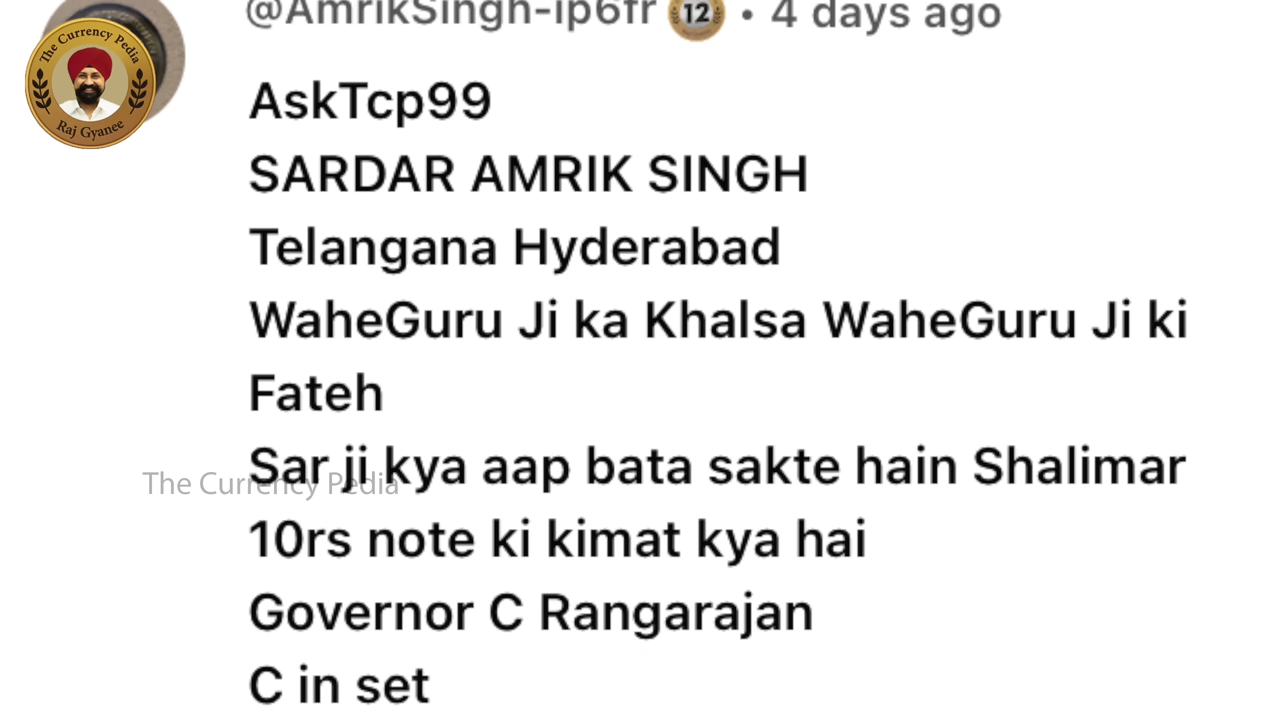 @AmrikSingh-ip6fr 12 • 4 days ago
The Currency Pedia
Raj Gyanee
AskTcp99
SARDAR AMRIK SINGH
Telangana Hyderabad
WaheGuru Ji ka Khalsa WaheGuru Ji ki
Fateh
Sar ji kya aap bata sakte hain Shalimar
The Currency Pedia
10rs note ki kimat kya hai
Governor C Rangarajan
C in set